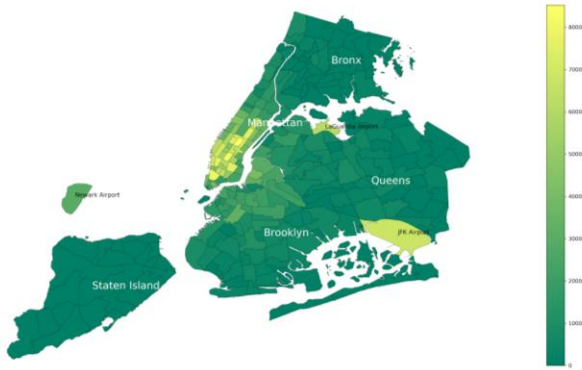 Bronx
Manhattan
LaGuardia Airport
Newark Airport
Queens
Brooklyn
JFK Airport
Staten Island
8000
7000
6000
5000
4000
3000
2000
1000
0